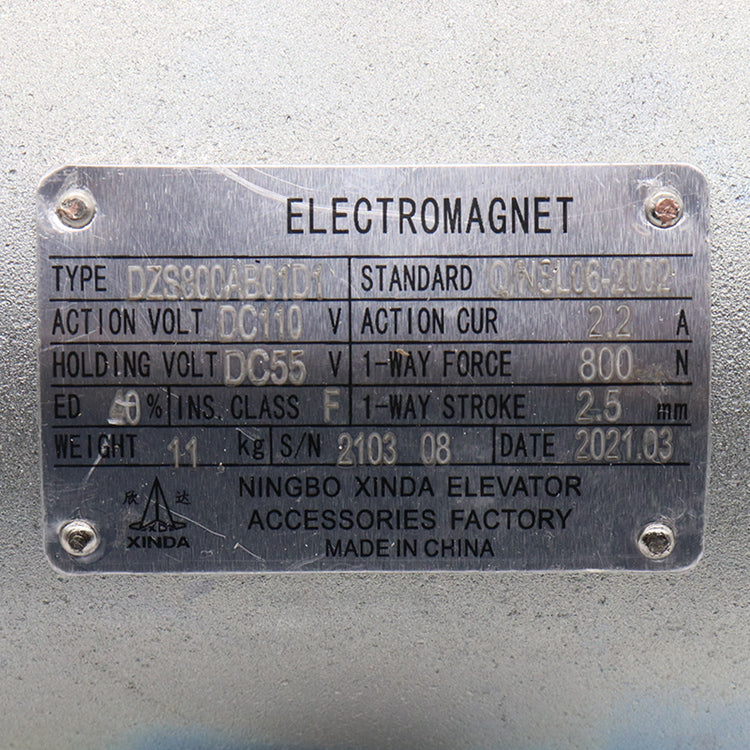 ELECTROMAGNET
TYPE DZS800AB01D1 STANDARD Q/NBL06-2002
ACTION VOLT DC110 V ACTION CUR 2.2 A
HOLDING VOLT DC55 V 1-WAY FORCE 800 N
ED % INS.CLASS F 1-WAY STROKE 2.5 mm
WEIGHT 11 kg S/N 2103 08 DATE 2021.03
欣达 NINGBO XINDA ELEVATOR
XINDA ACCESSORIES FACTORY
MADE IN CHINA